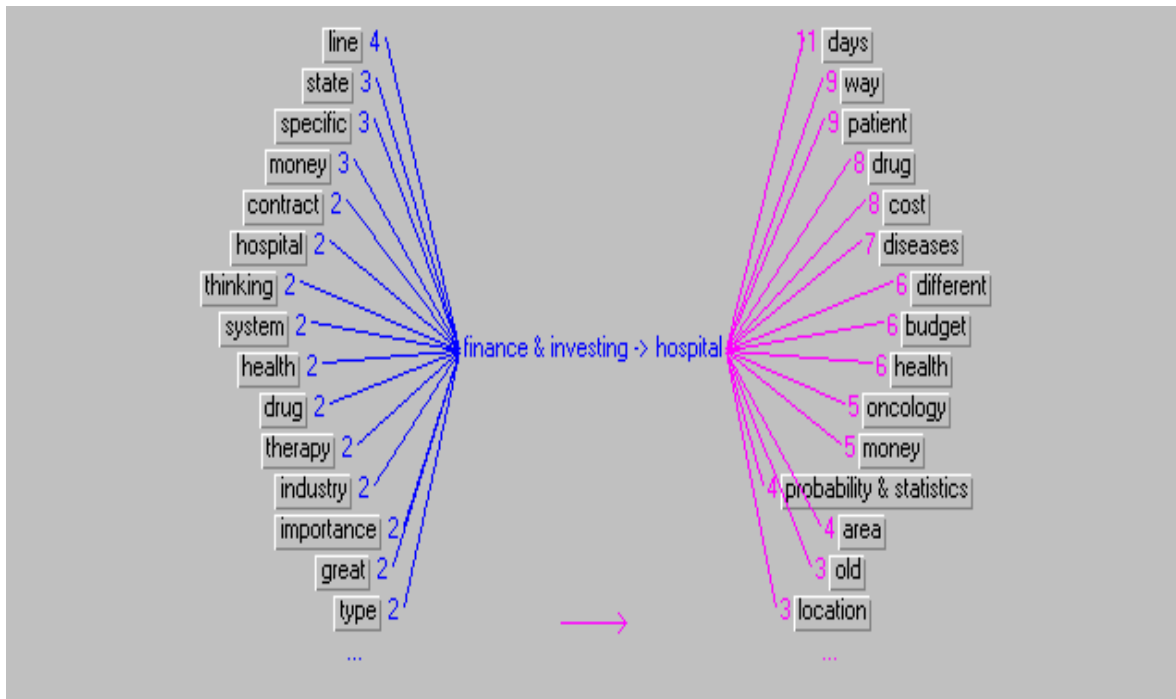 line 4 11 days
state 3 9 way
specific 3 9 patient
money 3 8 drug
contract 2 8 cost
hospital 2 7 diseases
thinking 2 6 different
system 2 6 budget
finance & investing -> hospital
health 2 6 health
drug 2 5 oncology
therapy 2 5 money
industry 2 4 probability & statistics
importance 2 4 area
great 2 3 old
type 2 3 location
... ...